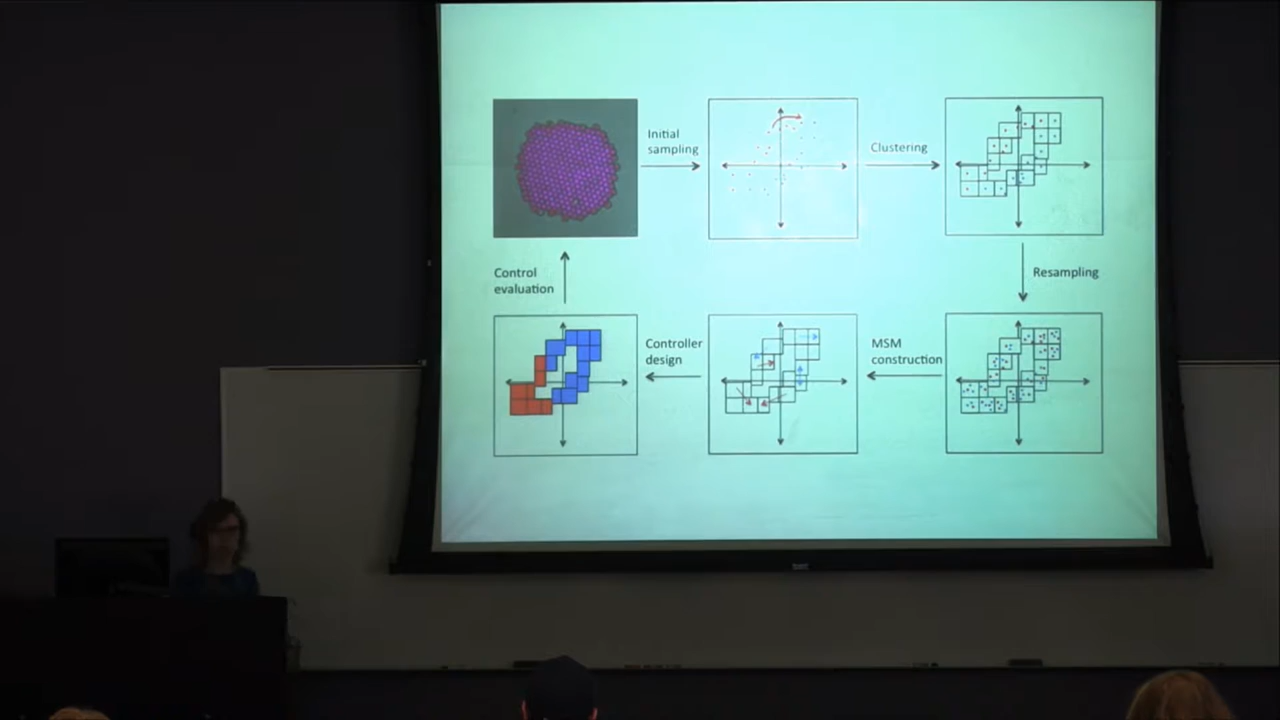 Initial
sampling
Clustering
Control
evaluation
Resampling
Controller
design
MSM
construction